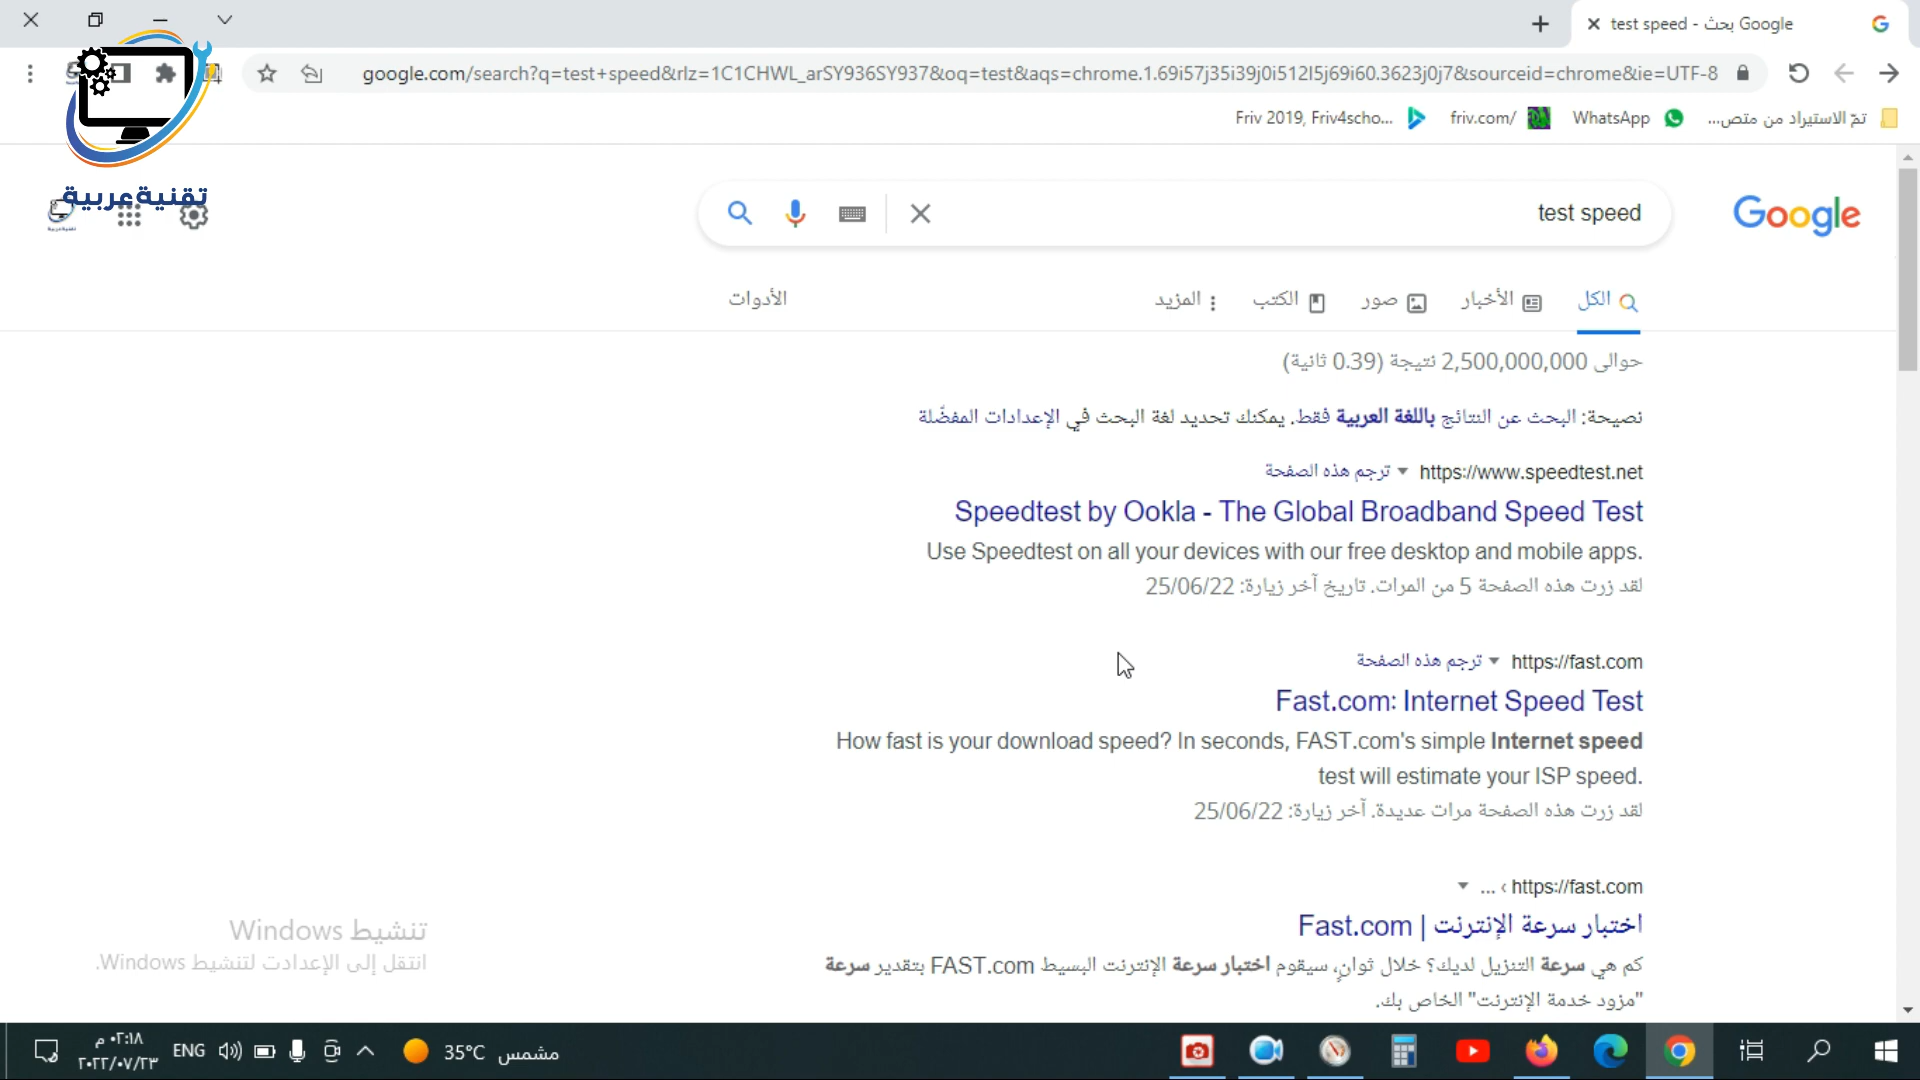 test speed - بحث Google
google.com/search?q=test+speed&rlz=1C1CHWL_arSY936SY937&oq=test&aqs=chrome.1.69i57j35i39j0i512l5j69i60.3623j0j7&sourceid=chrome&ie=UTF-8
تمّ الاستيراد من متص...
WhatsApp
friv.com/
Friv 2019, Friv4scho...
تقنية عربية
Google
test speed
الكل
الأخبار
صور
الكتب
المزيد
الأدوات
حوالى 2,500,000,000 نتيجة (0.39 ثانية)
نصيحة: البحث عن النتائج باللغة العربية فقط. يمكنك تحديد لغة البحث في الإعدادات المفضّلة
https://www.speedtest.net ترجم هذه الصفحة
Speedtest by Ookla - The Global Broadband Speed Test
Use Speedtest on all your devices with our free desktop and mobile apps.
لقد زرت هذه الصفحة 5 من المرات. تاريخ آخر زيارة: 25/06/22
https://fast.com ترجم هذه الصفحة
Fast.com: Internet Speed Test
How fast is your download speed? In seconds, FAST.com's simple Internet speed
test will estimate your ISP speed.
لقد زرت هذه الصفحة مرات عديدة. آخر زيارة: 25/06/22
https://fast.com › ...
اختبار سرعة الإنترنت | Fast.com
كم هي سرعة التنزيل لديك؟ خلال ثوانٍ، سيقوم اختبار سرعة الإنترنت البسيط FAST.com بتقدير سرعة
"مزود خدمة الإنترنت" الخاص بك.
تنشيط Windows
انتقل إلى الإعدادت لتنشيط Windows.
مشمس 35°C
ENG
٠٢:١٨ م
٢٠٢٢/٠٧/٢٣